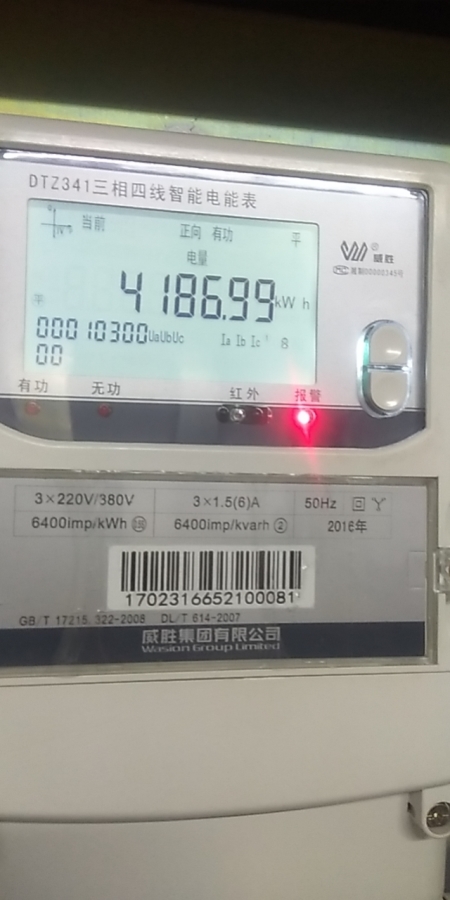 DTZ341三相四线智能电能表
当前 正向 有功 平
电量
4186.99kWh
平
00010300 UaUbUc Ia Ib Ic
00
威胜
有功 无功 红外 报警
3×220V/380V 3×1.5(6)A 50Hz
6400imp/kWh 6400imp/kvarh ② 2016年
1702316652100081
GB/T 17215.322-2008 DL/T 614-2007
威胜集团有限公司
Wasion Group Limited